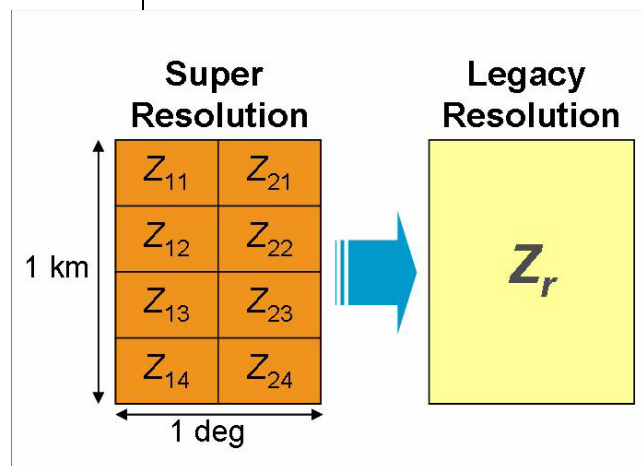 Super
Resolution
Legacy
Resolution
Z₁₁ Z₂₁
Z₁₂ Z₂₂
1 km
Z₁₃ Z₂₃
Z₁₄ Z₂₄
Zᵣ
1 deg